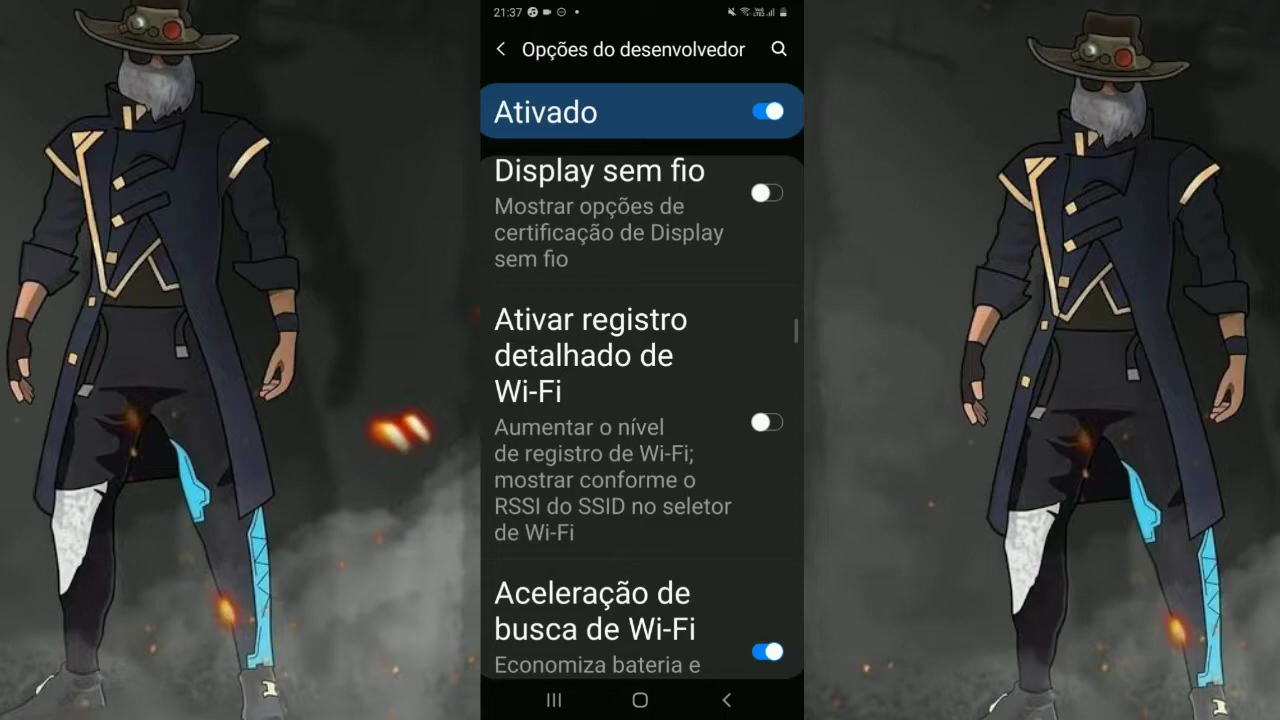 21:37
Opções do desenvolvedor
Ativado
Display sem fio
Mostrar opções de
certificação de Display
sem fio
Ativar registro
detalhado de
Wi-Fi
Aumentar o nível
de registro de Wi-Fi;
mostrar conforme o
RSSI do SSID no seletor
de Wi-Fi
Aceleração de
busca de Wi-Fi
Economiza bateria e